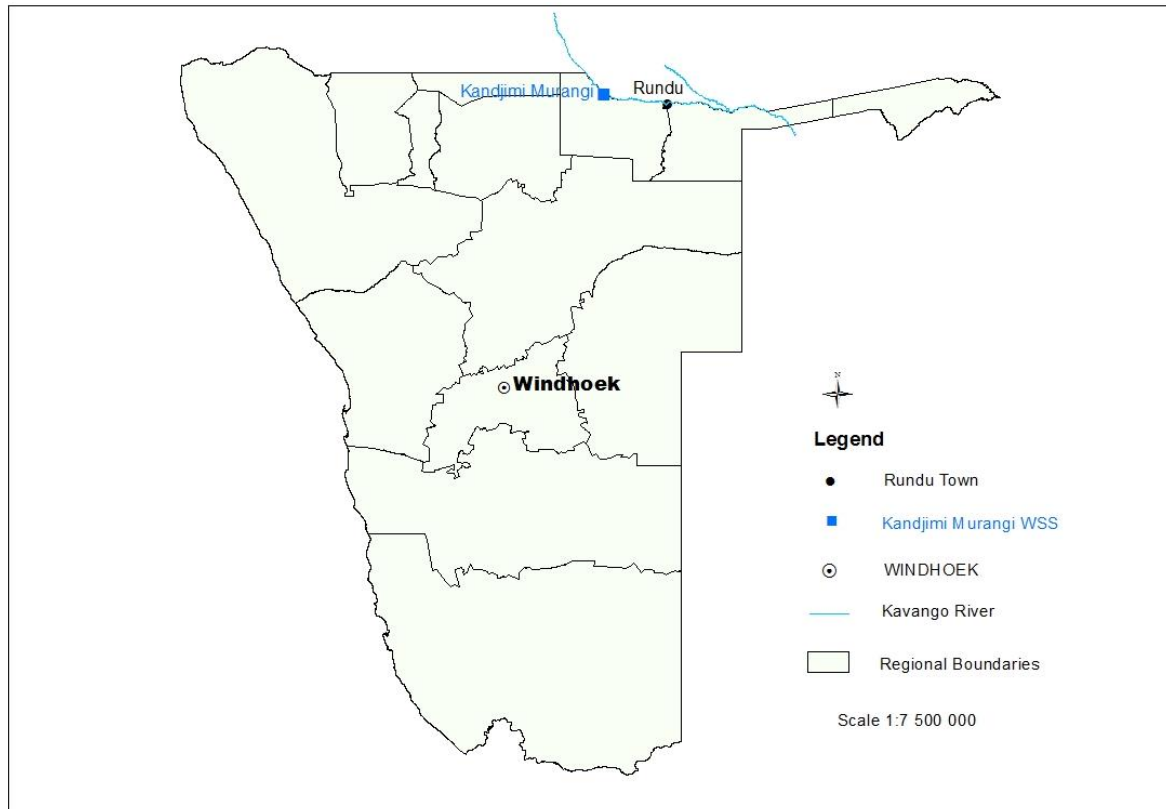 Kandjimi Murangi
Rundu
Windhoek
N
Legend
Rundu Town
Kandjimi Murangi WSS
WINDHOEK
Kavango River
Regional Boundaries
Scale 1:7 500 000